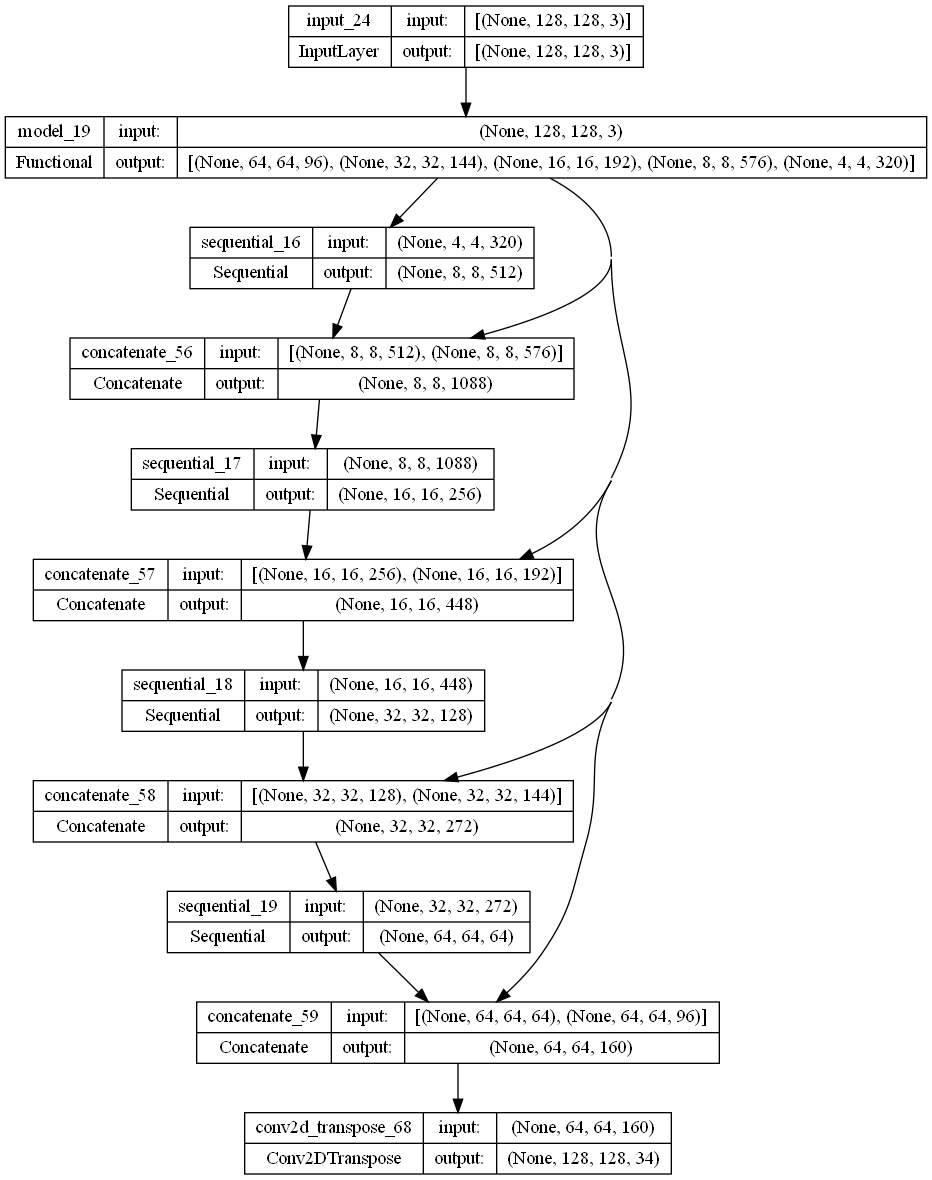 input_24 input: [(None, 128, 128, 3)]
InputLayer output: [(None, 128, 128, 3)]
model_19 input: (None, 128, 128, 3)
Functional output: [(None, 64, 64, 96), (None, 32, 32, 144), (None, 16, 16, 192), (None, 8, 8, 576), (None, 4, 4, 320)]
sequential_16 input: (None, 4, 4, 320)
Sequential output: (None, 8, 8, 512)
concatenate_56 input: [(None, 8, 8, 512), (None, 8, 8, 576)]
Concatenate output: (None, 8, 8, 1088)
sequential_17 input: (None, 8, 8, 1088)
Sequential output: (None, 16, 16, 256)
concatenate_57 input: [(None, 16, 16, 256), (None, 16, 16, 192)]
Concatenate output: (None, 16, 16, 448)
sequential_18 input: (None, 16, 16, 448)
Sequential output: (None, 32, 32, 128)
concatenate_58 input: [(None, 32, 32, 128), (None, 32, 32, 144)]
Concatenate output: (None, 32, 32, 272)
sequential_19 input: (None, 32, 32, 272)
Sequential output: (None, 64, 64, 64)
concatenate_59 input: [(None, 64, 64, 64), (None, 64, 64, 96)]
Concatenate output: (None, 64, 64, 160)
conv2d_transpose_68 input: (None, 64, 64, 160)
Conv2DTranspose output: (None, 128, 128, 34)